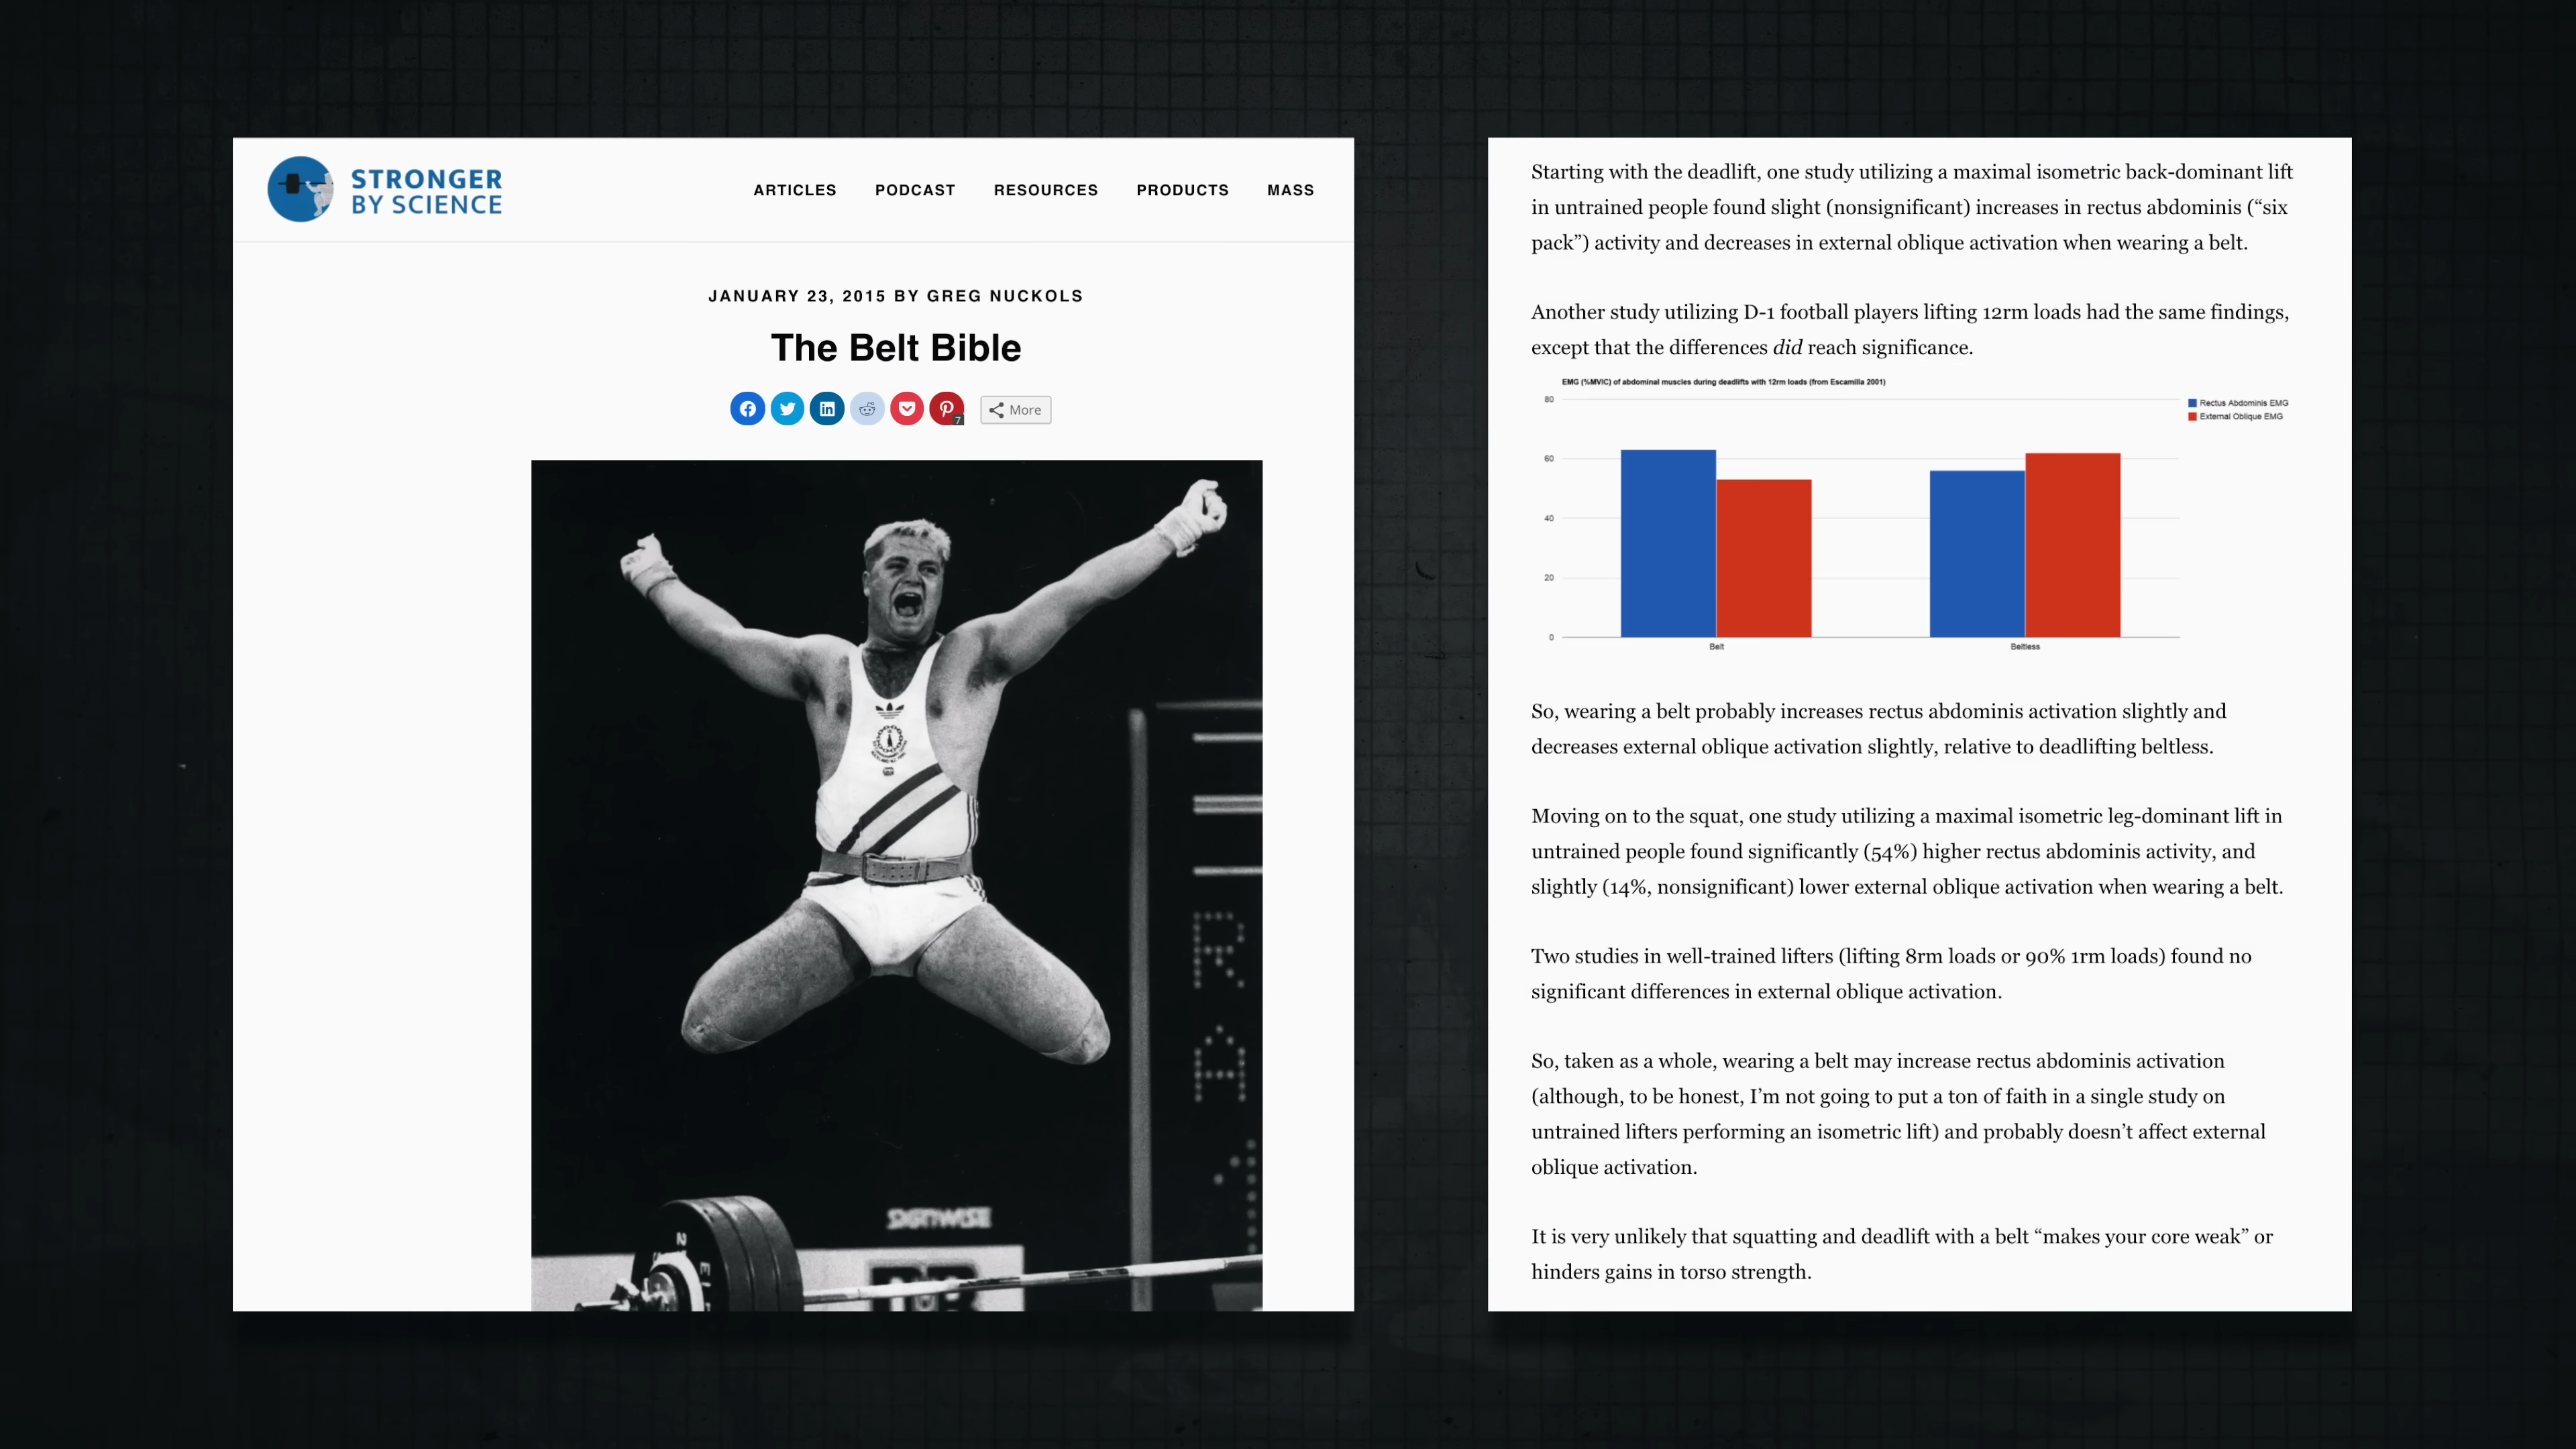 STRONGER
BY SCIENCE
ARTICLES PODCAST RESOURCES PRODUCTS MASS
JANUARY 23, 2015 BY GREG NUCKOLS
The Belt Bible
7
More
R
A
SIGNWISE
Starting with the deadlift, one study utilizing a maximal isometric back-dominant lift
in untrained people found slight (nonsignificant) increases in rectus abdominis (“six
pack”) activity and decreases in external oblique activation when wearing a belt.
Another study utilizing D-1 football players lifting 12rm loads had the same findings,
except that the differences did reach significance.
EMG (%MVIC) of abdominal muscles during deadlifts with 12rm loads (from Escamilla 2001)
80
60
40
20
0
Rectus Abdominis EMG
External Oblique EMG
Belt
Beltless
So, wearing a belt probably increases rectus abdominis activation slightly and
decreases external oblique activation slightly, relative to deadlifting beltless.
Moving on to the squat, one study utilizing a maximal isometric leg-dominant lift in
untrained people found significantly (54%) higher rectus abdominis activity, and
slightly (14%, nonsignificant) lower external oblique activation when wearing a belt.
Two studies in well-trained lifters (lifting 8rm loads or 90% 1rm loads) found no
significant differences in external oblique activation.
So, taken as a whole, wearing a belt may increase rectus abdominis activation
(although, to be honest, I’m not going to put a ton of faith in a single study on
untrained lifters performing an isometric lift) and probably doesn’t affect external
oblique activation.
It is very unlikely that squatting and deadlift with a belt “makes your core weak” or
hinders gains in torso strength.